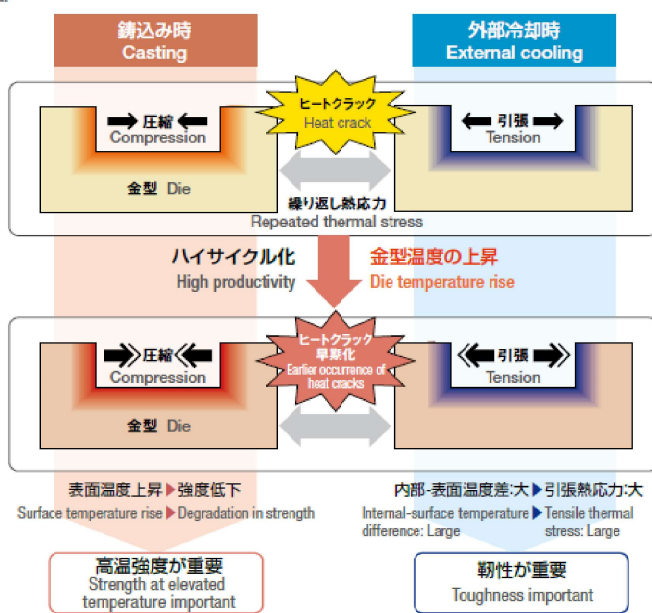 鋳込み時
Casting
外部冷却時
External cooling
圧縮
Compression
ヒートクラック
Heat crack
引張
Tension
金型 Die
繰り返し熱応力
Repeated thermal stress
ハイサイクル化
High productivity
金型温度の上昇
Die temperature rise
圧縮
Compression
ヒートクラック
早期化
Earlier occurrence of
heat cracks
引張
Tension
金型 Die
表面温度上昇▶強度低下
Surface temperature rise▶Degradation in strength
内部-表面温度差:大▶引張熱応力:大
Internal-surface temperature▶Tensile thermal
difference: Large stress: Large
高温強度が重要
Strength at elevated
temperature important
靭性が重要
Toughness important